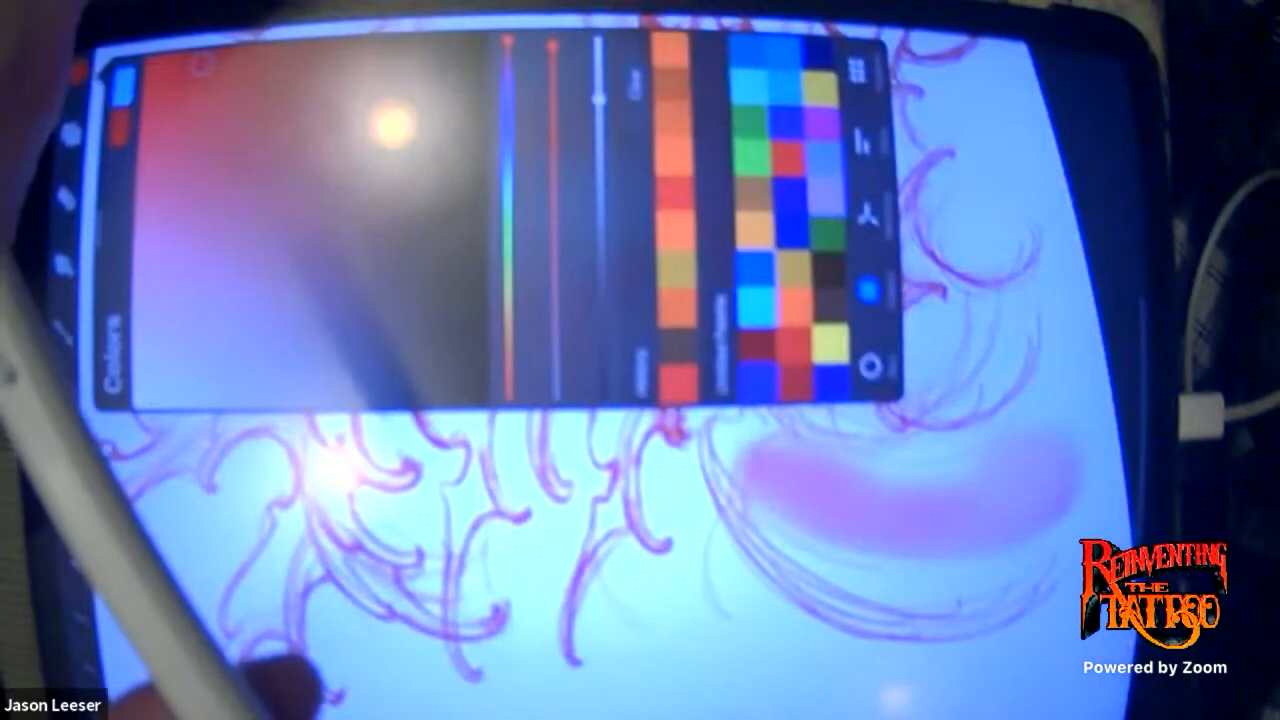 Colors
REINVENTING
THE
TATTOO
Powered by Zoom
Jason Leeser